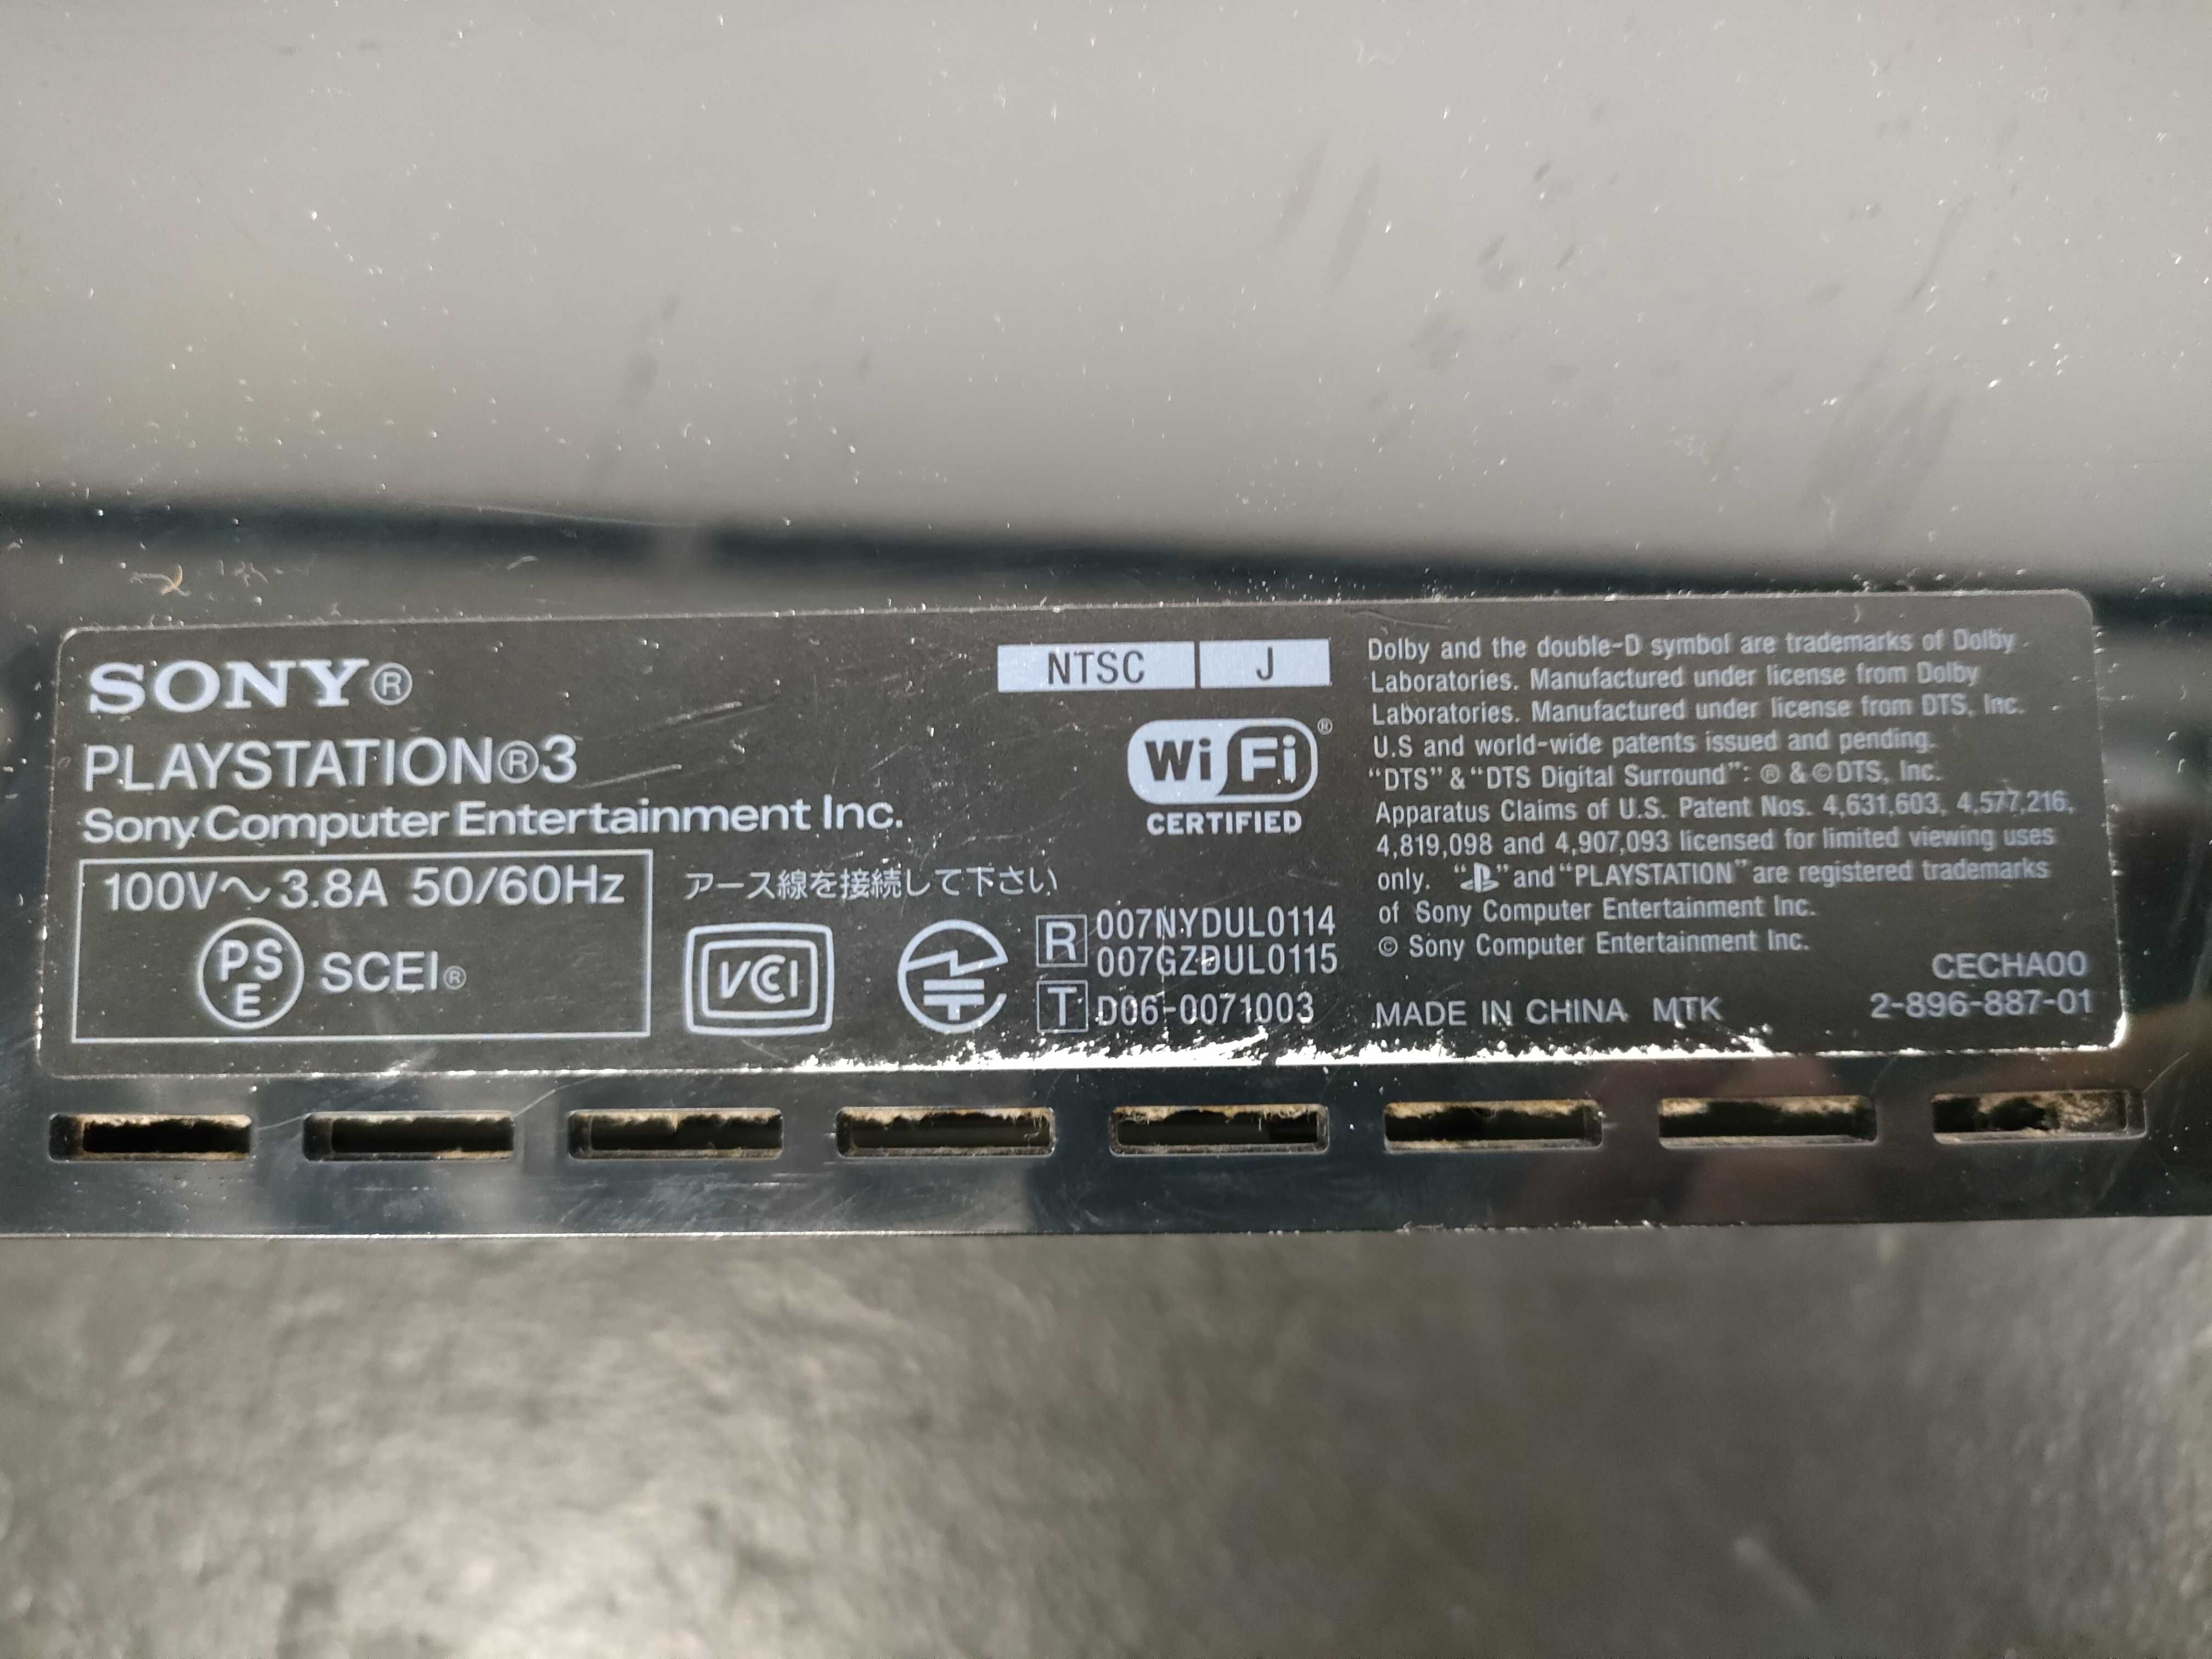 SONY®
PLAYSTATION®3
Sony Computer Entertainment Inc.
100V～3.8A 50/60Hz
PS
E
SCEI®
NTSC J
Wi Fi®
CERTIFIED
アース線を接続して下さい
VCCI
R 007NYDUL0114
007GZDUL0115
T D06-0071003
Dolby and the double-D symbol are trademarks of Dolby
Laboratories. Manufactured under license from Dolby
Laboratories. Manufactured under license from DTS, Inc.
U.S and world-wide patents issued and pending.
“DTS” & “DTS Digital Surround”: ® & © DTS, Inc.
Apparatus Claims of U.S. Patent Nos. 4,631,603, 4,577,216,
4,819,098 and 4,907,093 licensed for limited viewing uses
only. “PS” and “PLAYSTATION” are registered trademarks
of Sony Computer Entertainment Inc.
© Sony Computer Entertainment Inc.
CECHA00
MADE IN CHINA MTK 2-896-887-01